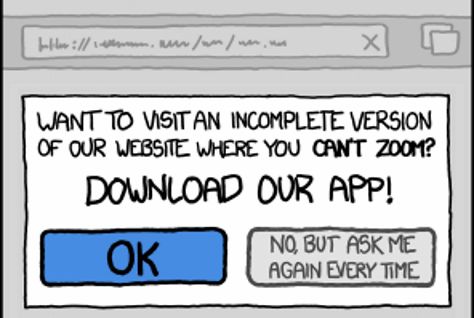 WANT TO VISIT AN INCOMPLETE VERSION
OF OUR WEBSITE WHERE YOU CAN'T ZOOM?
DOWNLOAD OUR APP!
OK
NO, BUT ASK ME
AGAIN EVERY TIME